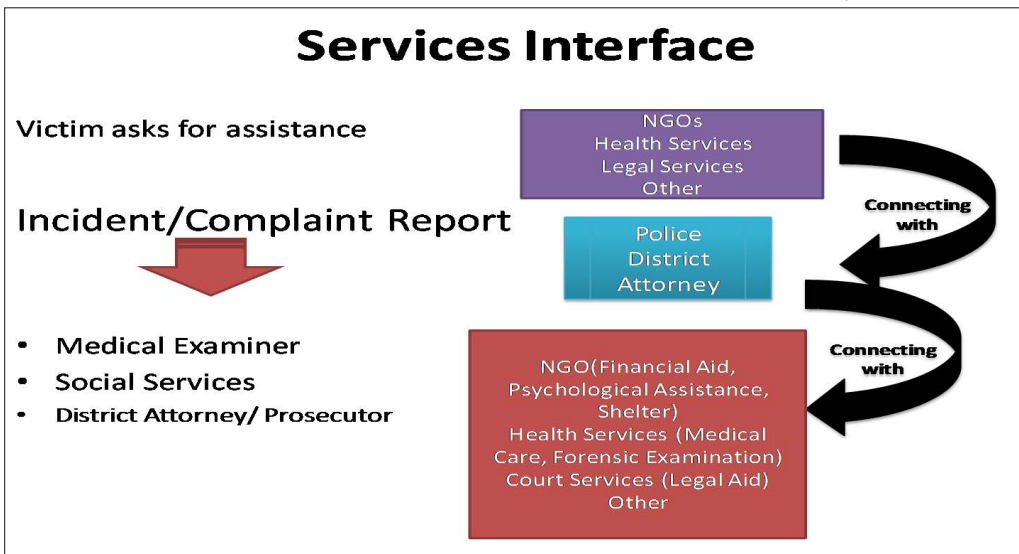 Services Interface
Victim asks for assistance
NGOs
Health Services
Legal Services
Other
Connecting
with
Incident/Complaint Report
Police
District
Attorney
• Medical Examiner
• Social Services
• District Attorney/ Prosecutor
NGO(Financial Aid,
Psychological Assistance,
Shelter)
Health Services (Medical
Care, Forensic Examination)
Court Services (Legal Aid)
Other
Connecting
with